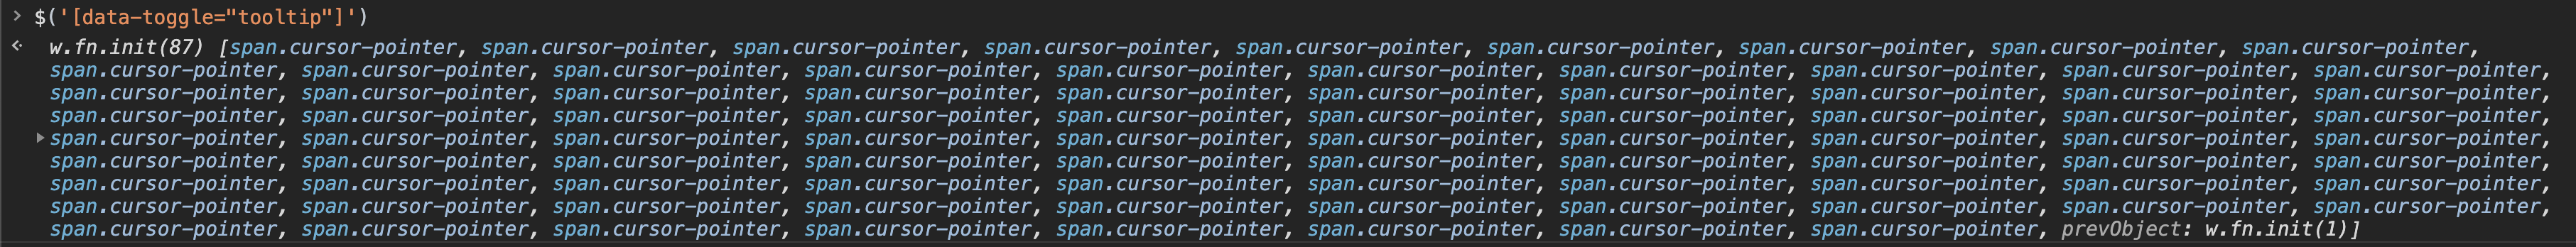 > $('[data-toggle="tooltip"]')
w.fn.init(87) [span.cursor-pointer, span.cursor-pointer, span.cursor-pointer, span.cursor-pointer, span.cursor-pointer, span.cursor-pointer, span.cursor-pointer, span.cursor-pointer, span.cursor-pointer,
span.cursor-pointer, span.cursor-pointer, span.cursor-pointer, span.cursor-pointer, span.cursor-pointer, span.cursor-pointer, span.cursor-pointer, span.cursor-pointer, span.cursor-pointer, span.cursor-pointer,
span.cursor-pointer, span.cursor-pointer, span.cursor-pointer, span.cursor-pointer, span.cursor-pointer, span.cursor-pointer, span.cursor-pointer, span.cursor-pointer, span.cursor-pointer, span.cursor-pointer,
span.cursor-pointer, span.cursor-pointer, span.cursor-pointer, span.cursor-pointer, span.cursor-pointer, span.cursor-pointer, span.cursor-pointer, span.cursor-pointer, span.cursor-pointer, span.cursor-pointer,
span.cursor-pointer, span.cursor-pointer, span.cursor-pointer, span.cursor-pointer, span.cursor-pointer, span.cursor-pointer, span.cursor-pointer, span.cursor-pointer, span.cursor-pointer, span.cursor-pointer,
span.cursor-pointer, span.cursor-pointer, span.cursor-pointer, span.cursor-pointer, span.cursor-pointer, span.cursor-pointer, span.cursor-pointer, span.cursor-pointer, span.cursor-pointer, span.cursor-pointer,
span.cursor-pointer, span.cursor-pointer, span.cursor-pointer, span.cursor-pointer, span.cursor-pointer, span.cursor-pointer, span.cursor-pointer, span.cursor-pointer, span.cursor-pointer, span.cursor-pointer,
span.cursor-pointer, span.cursor-pointer, span.cursor-pointer, span.cursor-pointer, span.cursor-pointer, span.cursor-pointer, span.cursor-pointer, span.cursor-pointer, span.cursor-pointer, span.cursor-pointer,
span.cursor-pointer, span.cursor-pointer, span.cursor-pointer, span.cursor-pointer, span.cursor-pointer, span.cursor-pointer, span.cursor-pointer, span.cursor-pointer, prevObject: w.fn.init(1)]